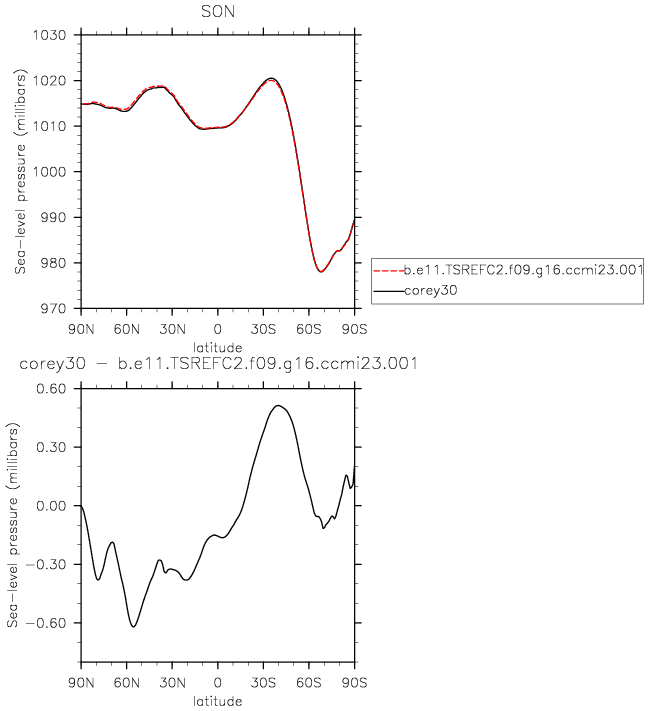 SON
1030
1020
1010
1000
990
980
970
Sea-level pressure (millibars)
90N 60N 30N 0 30S 60S 90S
latitude
b.e11.TSREFC2.f09.g16.ccmi23.001
corey30
corey30 - b.e11.TSREFC2.f09.g16.ccmi23.001
0.60
0.30
0.00
-0.30
-0.60
Sea-level pressure (millibars)
90N 60N 30N 0 30S 60S 90S
latitude